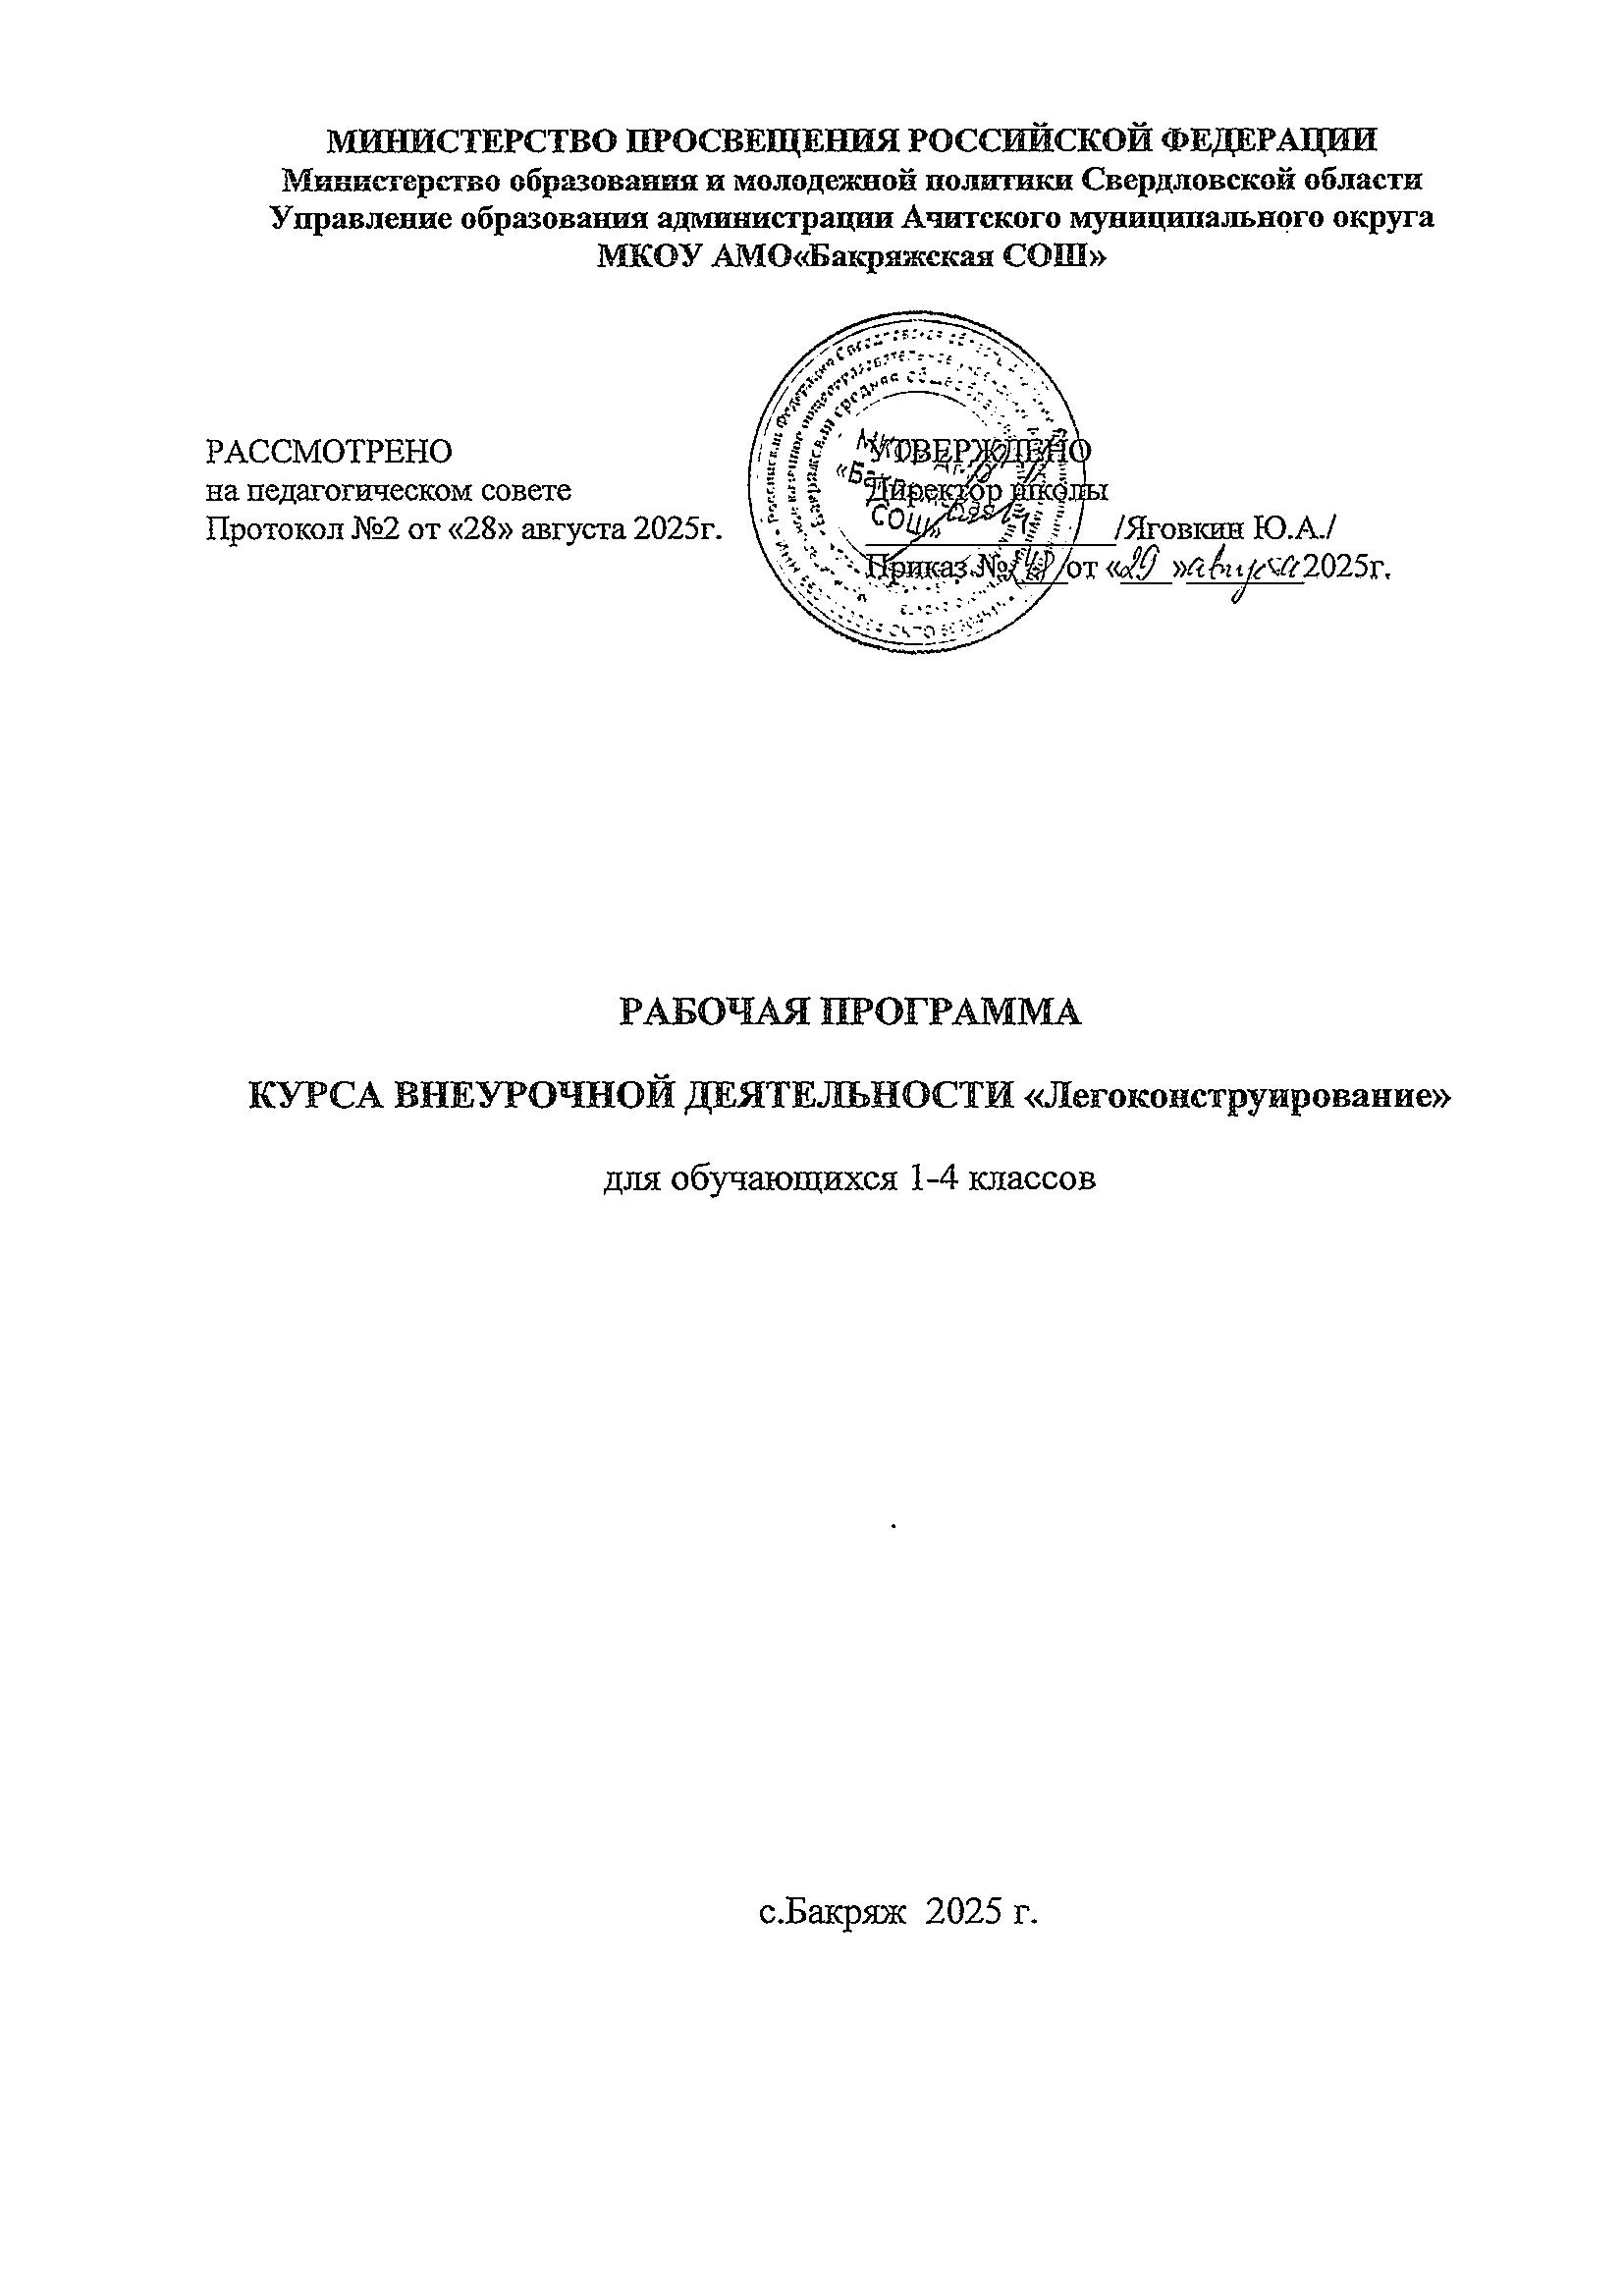 МИНИСТЕРСТВО ПРОСВЕЩЕНИЯ РОССИЙСКОЙ ФЕДЕРАЦИИ
Министерство образования и молодежной политики Свердловской области
Управление образования администрации Ачитского муниципального округа
МКОУ АМО«Бакряжская СОШ»
РАССМОТРЕНО
на педагогическом совете
Протокол №2 от «28» августа 2025г.
УТВЕРЖДЕНО
Директор школы
/Яговкин Ю.А./
Приказ № от «29» августа 2025г.
РАБОЧАЯ ПРОГРАММА
КУРСА ВНЕУРОЧНОЙ ДЕЯТЕЛЬНОСТИ «Легоконструирование»
для обучающихся 1-4 классов
с.Бакряж 2025 г.